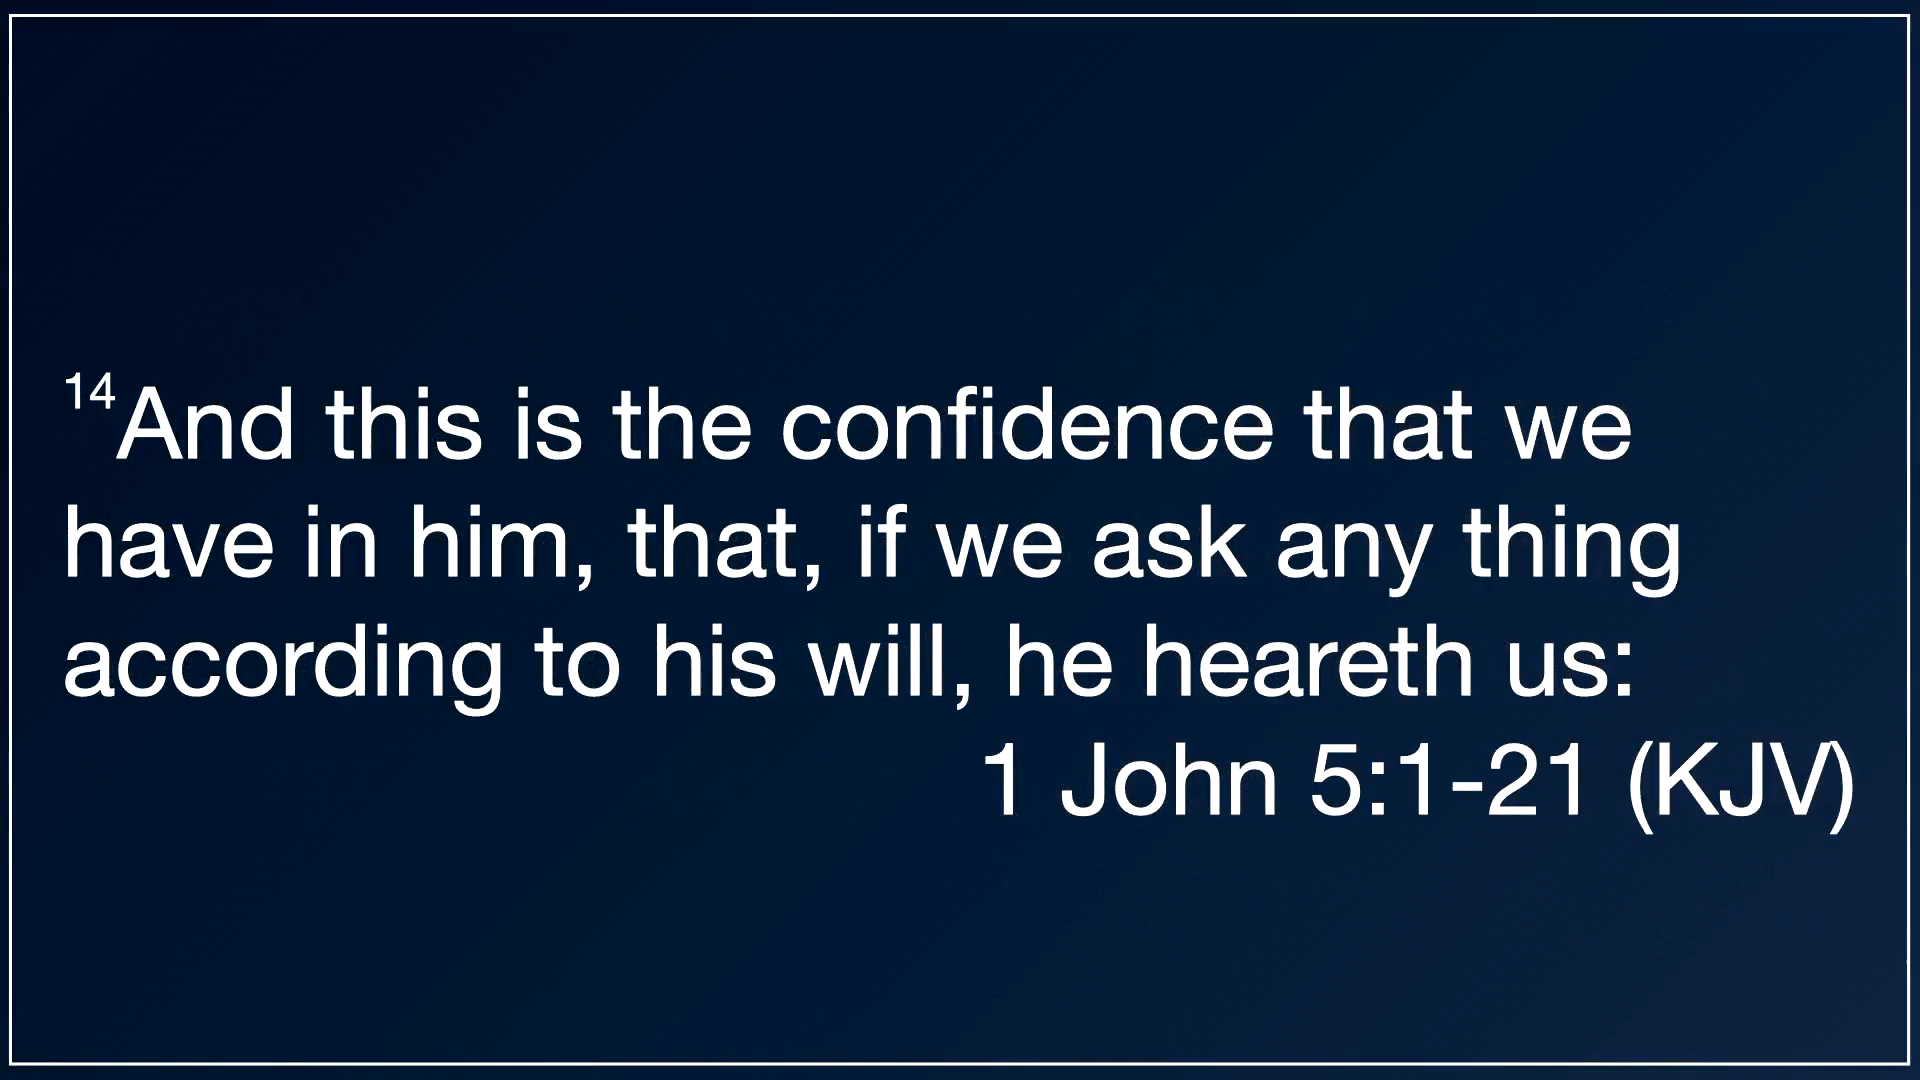 14And this is the confidence that we
have in him, that, if we ask any thing
according to his will, he heareth us:
1 John 5:1-21 (KJV)